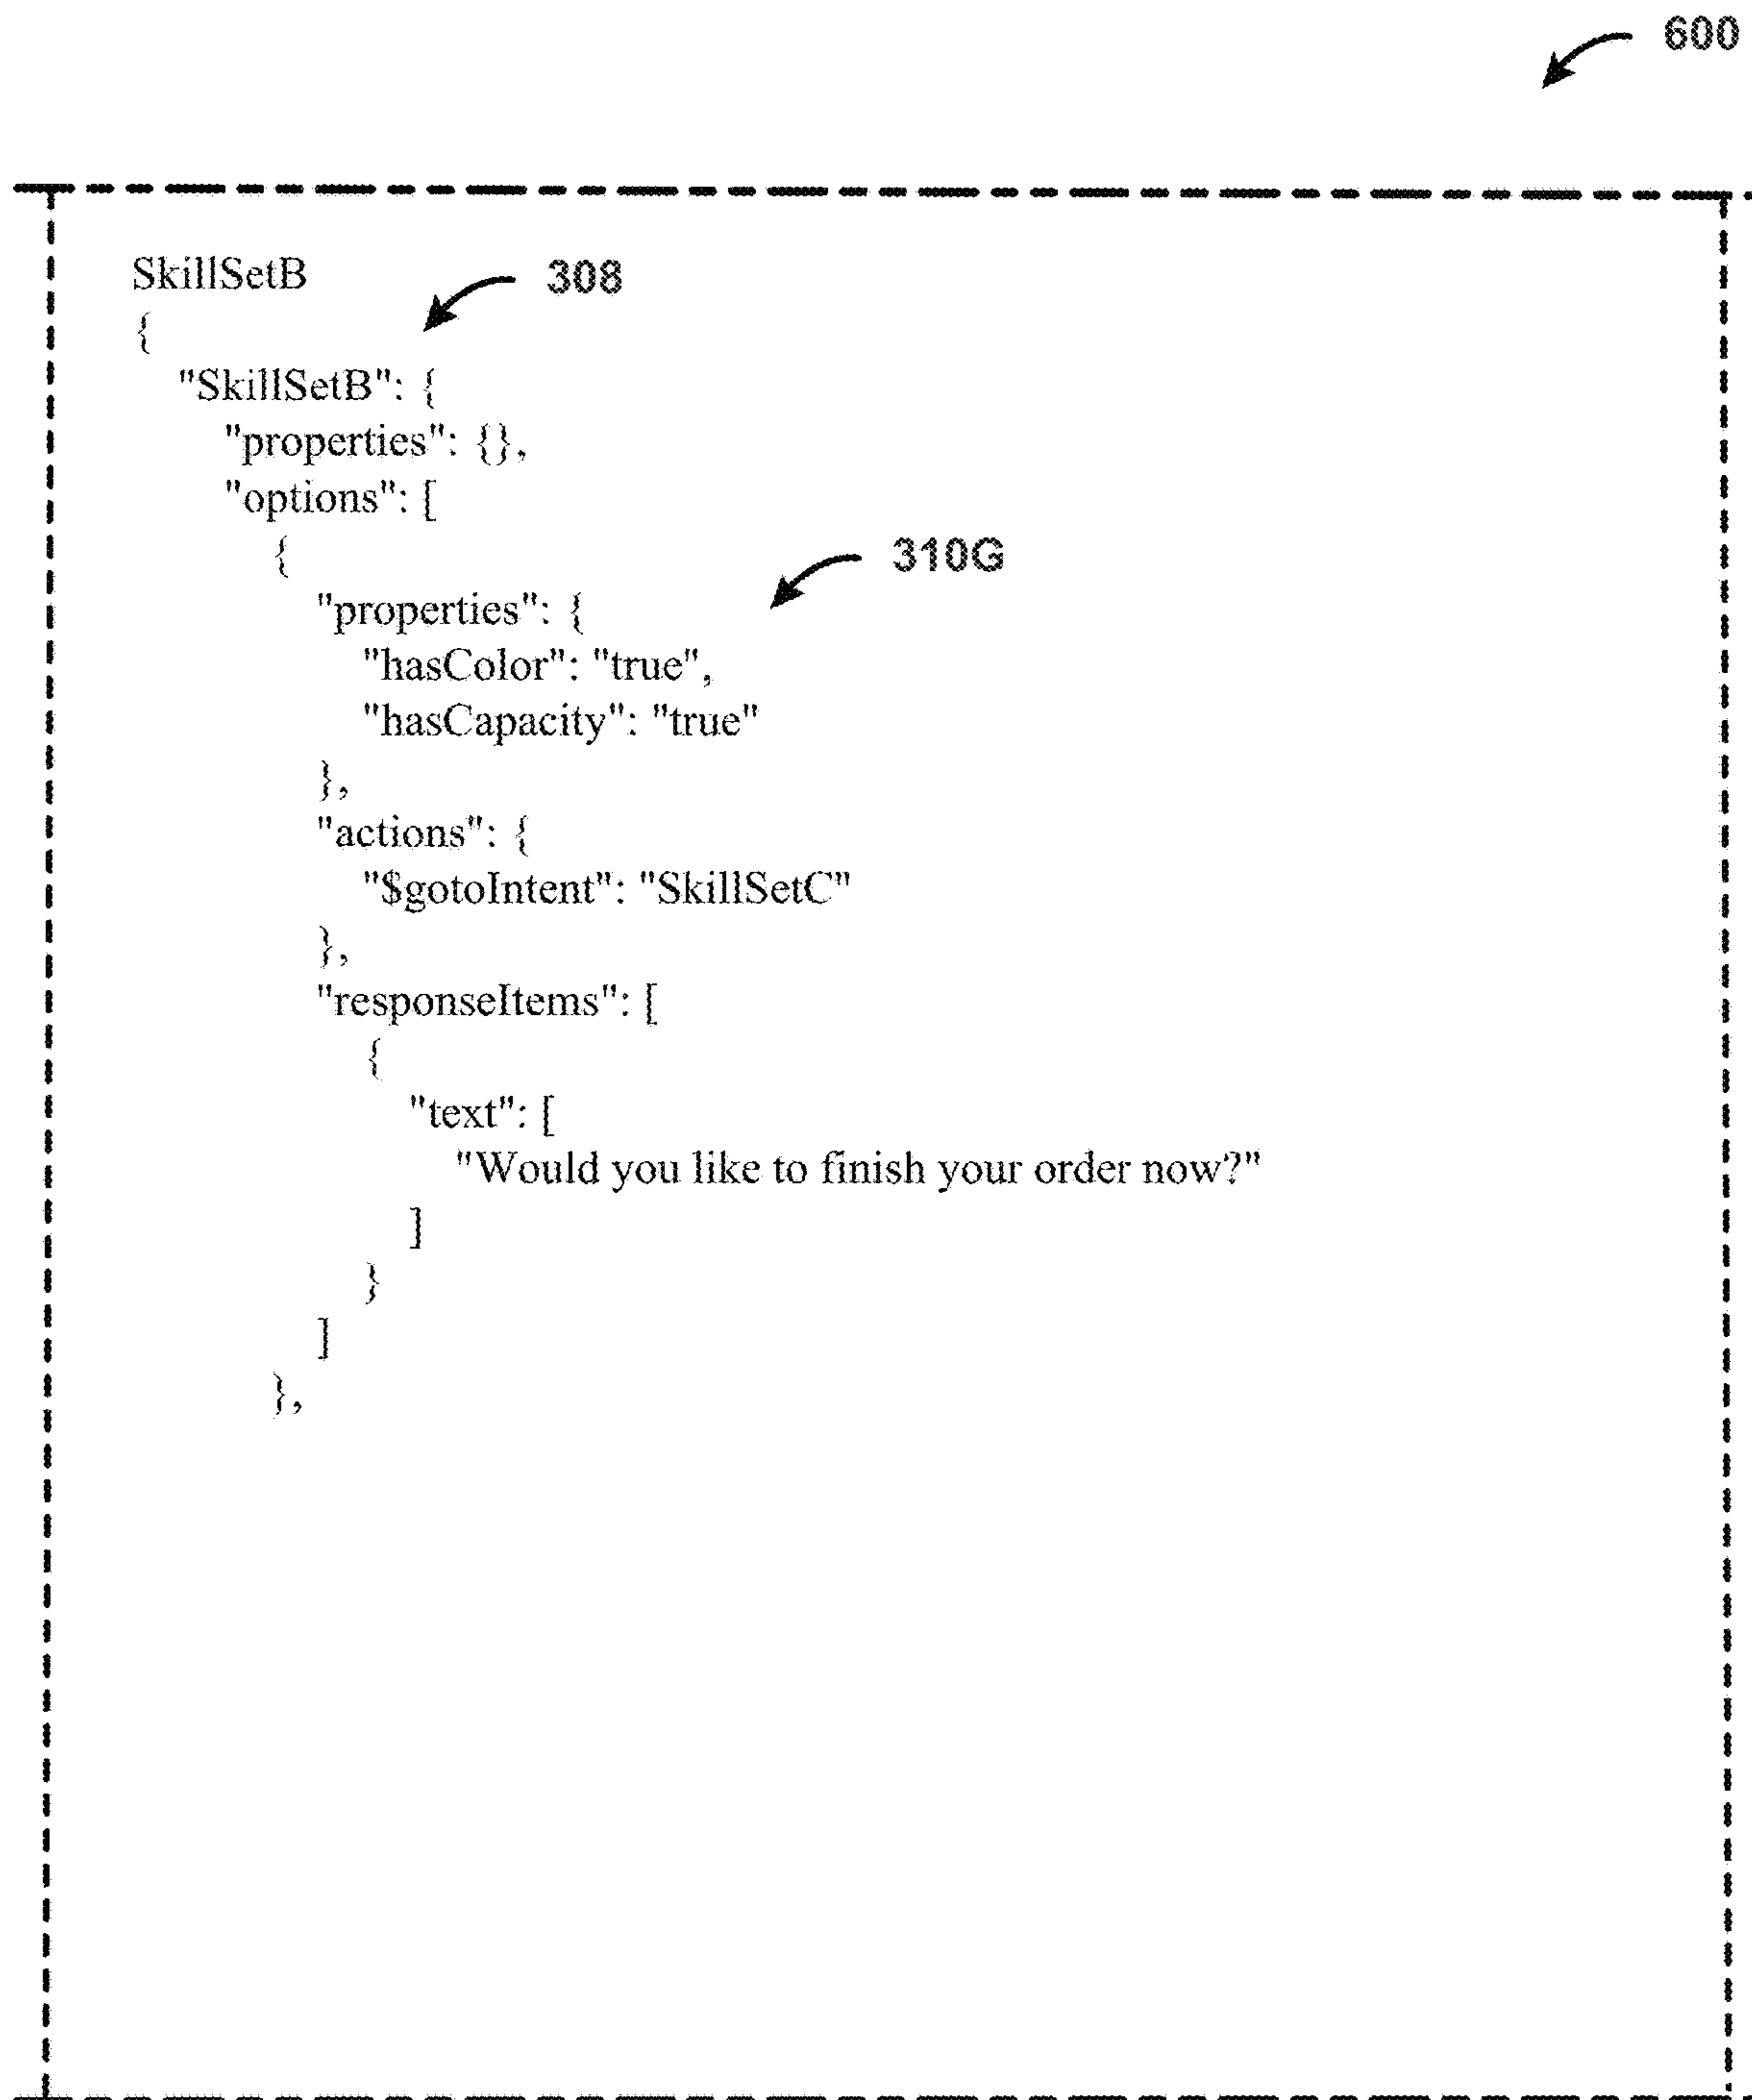 600
SkillSetB
308
{
"SkillSetB": {
"properties": {},
"options": [
{
310G
"properties": {
"hasColor": "true",
"hasCapacity": "true"
},
"actions": {
"$gotoIntent": "SkillSetC"
},
"responseItems": [
{
"text": [
"Would you like to finish your order now?"
]
}
]
},